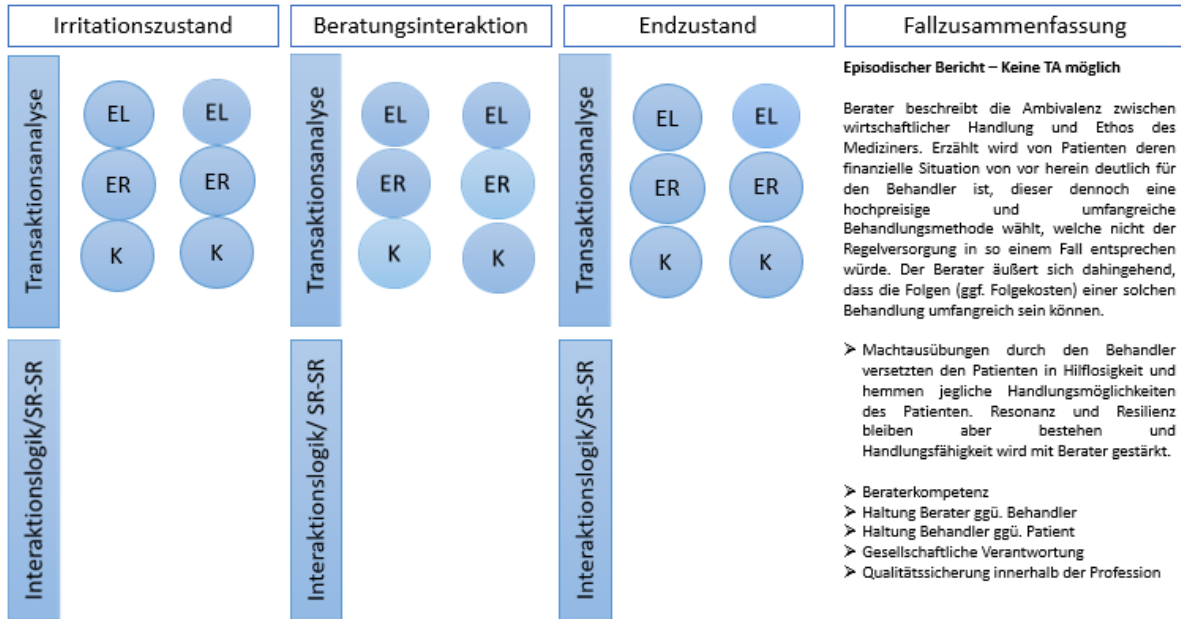 Irritationszustand
Beratungsinteraktion
Endzustand
Fallzusammenfassung
Transaktionsanalyse
EL EL
ER ER
K K
Interaktionslogik/SR-SR
Transaktionsanalyse
EL EL
ER ER
K K
Interaktionslogik/ SR-SR
Transaktionsanalyse
EL EL
ER ER
K K
Interaktionslogik/SR-SR
Episodischer Bericht – Keine TA möglich
Berater beschreibt die Ambivalenz zwischen
wirtschaftlicher Handlung und Ethos des
Mediziners. Erzählt wird von Patienten deren
finanzielle Situation von vor herein deutlich für
den Behandler ist, dieser dennoch eine
hochpreisige und umfangreiche
Behandlungsmethode wählt, welche nicht der
Regelversorgung in so einem Fall entsprechen
würde. Der Berater äußert sich dahingehend,
dass die Folgen (ggf. Folgekosten) einer solchen
Behandlung umfangreich sein können.
➢ Machtausübungen durch den Behandler
versetzten den Patienten in Hilflosigkeit und
hemmen jegliche Handlungsmöglichkeiten
des Patienten. Resonanz und Resilienz
bleiben aber bestehen und
Handlungsfähigkeit wird mit Berater gestärkt.
➢ Beraterkompetenz
➢ Haltung Berater ggü. Behandler
➢ Haltung Behandler ggü. Patient
➢ Gesellschaftliche Verantwortung
➢ Qualitätssicherung innerhalb der Profession